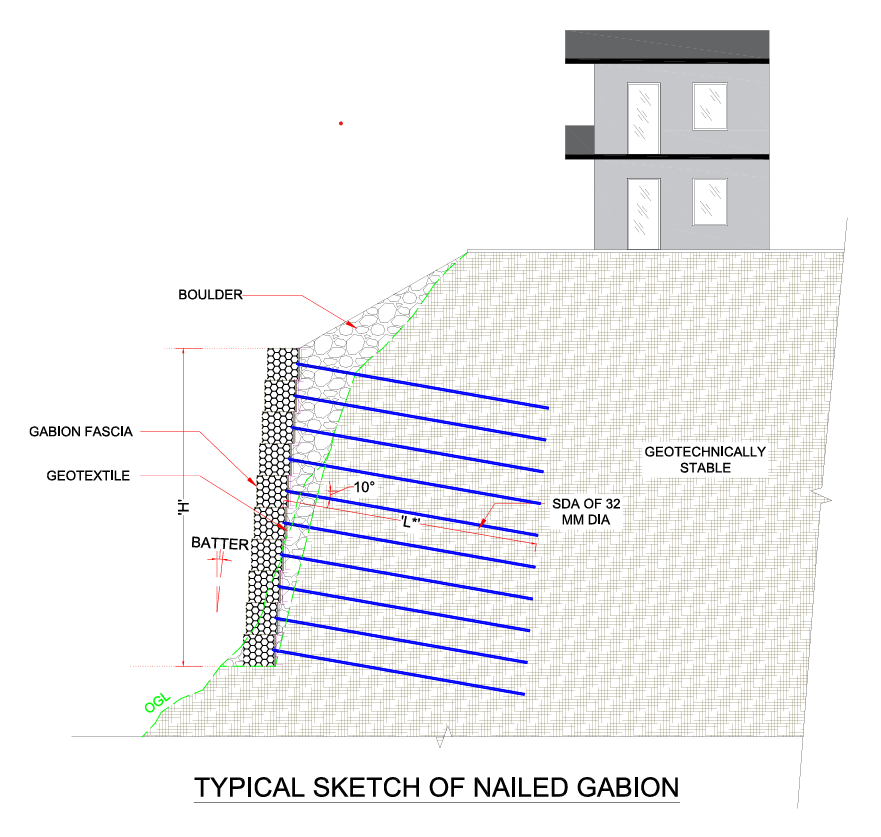 BOULDER
GABION FASCIA
GEOTEXTILE
'H'
BATTER
10°
'L*'
SDA OF 32
MM DIA
GEOTECHNICALLY
STABLE
OGL
TYPICAL SKETCH OF NAILED GABION